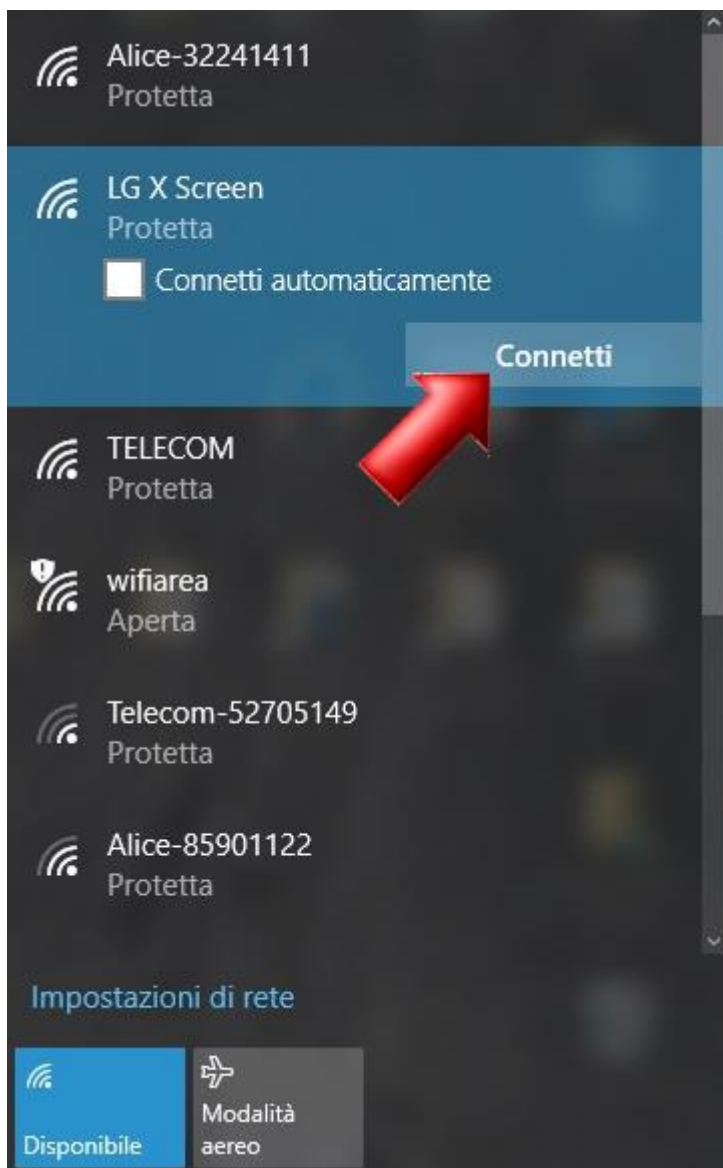 Alice-32241411
Protetta
LG X Screen
Protetta
Connetti automaticamente
Connetti
TELECOM
Protetta
wifiarea
Aperta
Telecom-52705149
Protetta
Alice-85901122
Protetta
Impostazioni di rete
Disponibile
Modalità
aereo